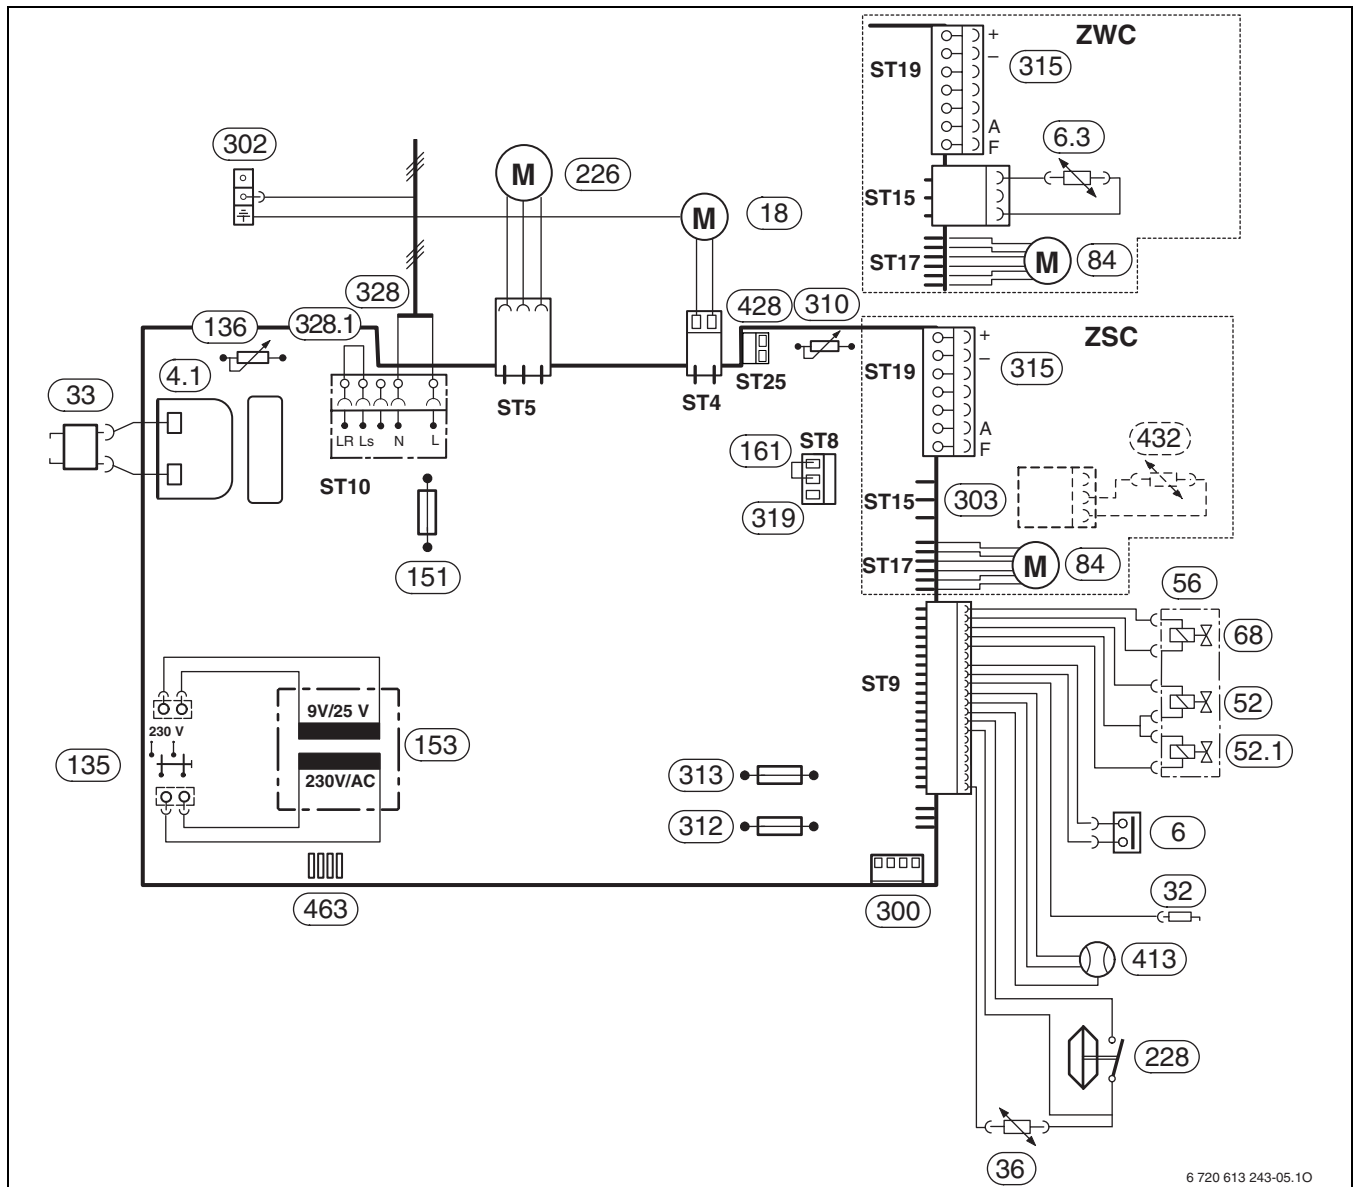 ZWC
+
−
ST19
315
A
F
6.3
ST15
ST17
M
84
302
M
226
M
18
328
136
328.1
428
310
4.1
33
ST5
ST4
ST25
LR Ls N L
ST10
151
ZSC
+
−
ST19
315
A
F
432
161
ST8
319
ST15
303
ST17
M
84
56
68
ST9
52
52.1
9V/25 V
230 V
153
135
230V/AC
313
312
6
463
300
32
413
228
36
6 720 613 243-05.1O